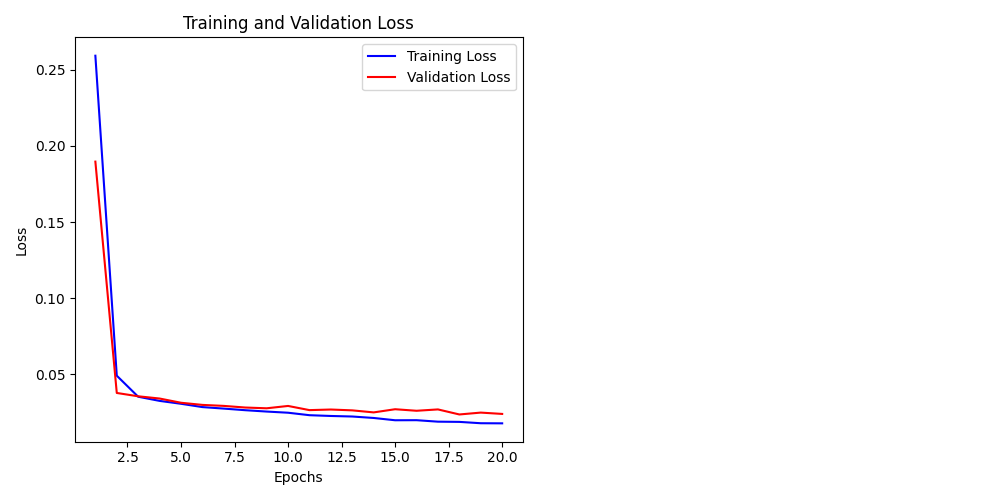 Training and Validation Loss
Training Loss
Validation Loss
0.25
0.20
0.15
0.10
0.05
Loss
2.5 5.0 7.5 10.0 12.5 15.0 17.5 20.0
Epochs